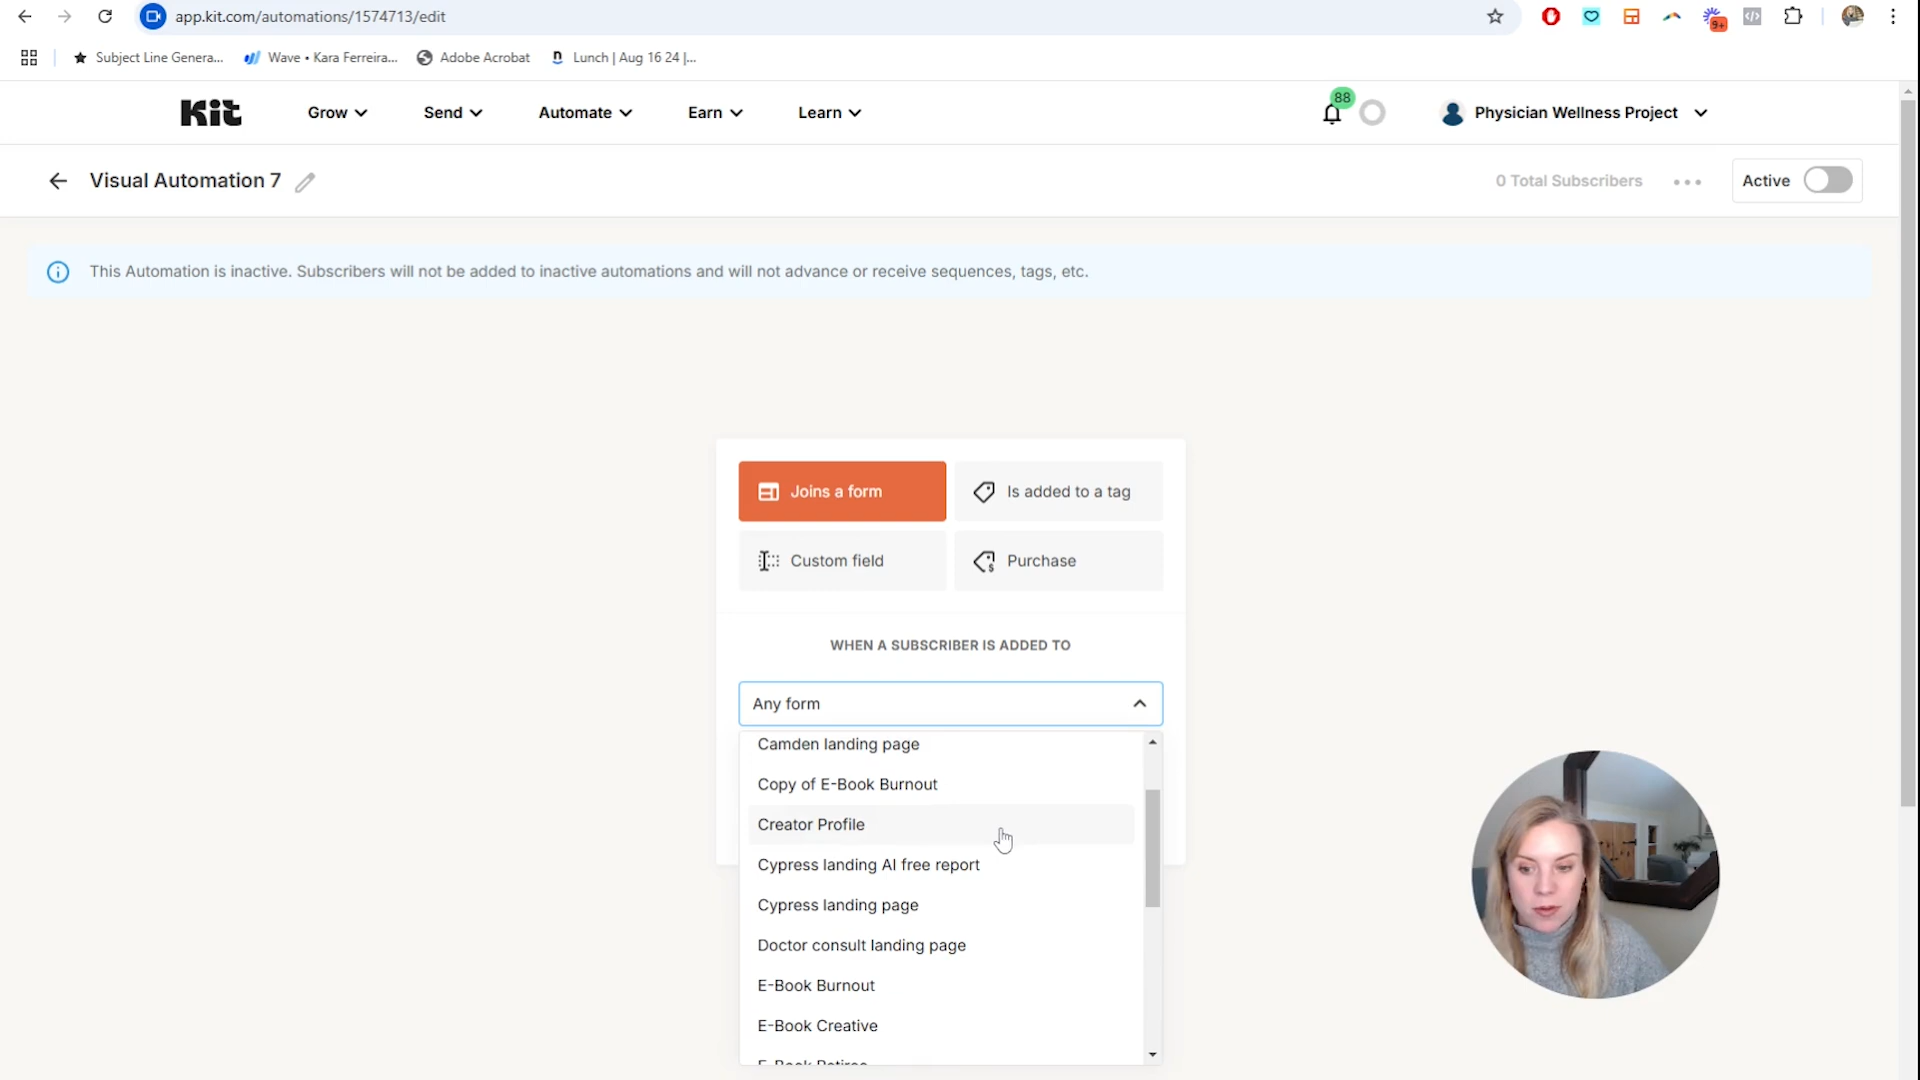 app.kit.com/automations/1574713/edit
9+
Subject Line Genera...
Wave • Kara Ferreira...
Adobe Acrobat
Lunch | Aug 16 24 |...
Kit
Grow
Send
Automate
Earn
Learn
88
Physician Wellness Project
Visual Automation 7
0 Total Subscribers
Active
This Automation is inactive. Subscribers will not be added to inactive automations and will not advance or receive sequences, tags, etc.
Joins a form
Is added to a tag
Custom field
Purchase
WHEN A SUBSCRIBER IS ADDED TO
Any form
Camden landing page
Copy of E-Book Burnout
Creator Profile
Cypress landing AI free report
Cypress landing page
Doctor consult landing page
E-Book Burnout
E-Book Creative
E-Book Retiree